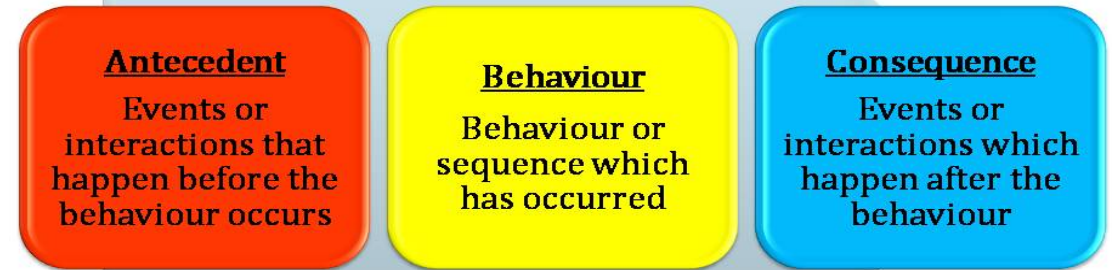 Antecedent
Events or
interactions that
happen before the
behaviour occurs
Behaviour
Behaviour or
sequence which
has occurred
Consequence
Events or
interactions which
happen after the
behaviour